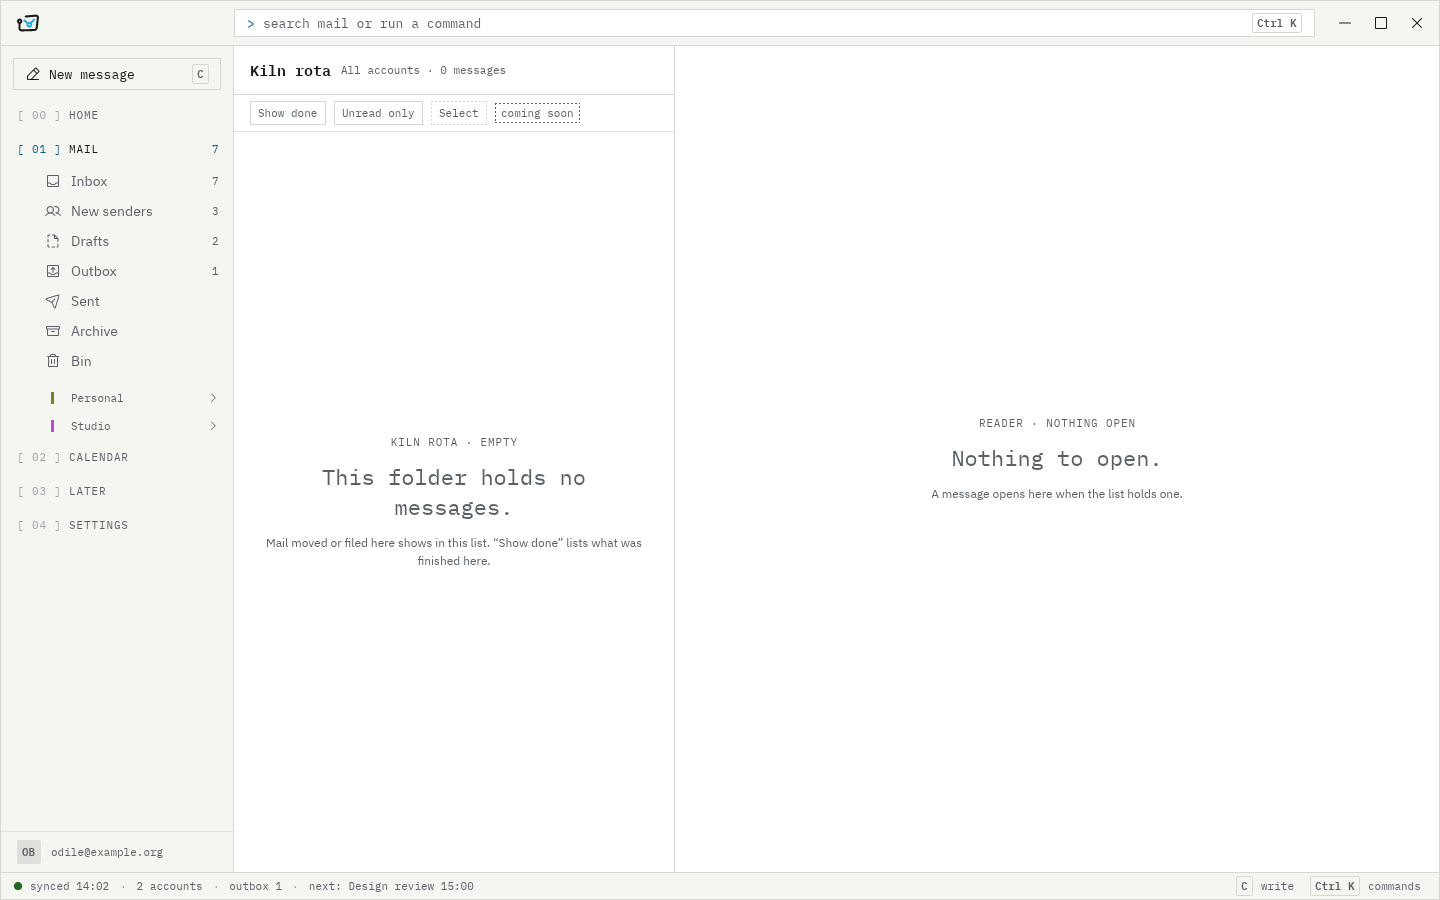 > search mail or run a command Ctrl K
New message C
[ 00 ] HOME
[ 01 ] MAIL 7
Inbox 7
New senders 3
Drafts 2
Outbox 1
Sent
Archive
Bin
Personal
Studio
[ 02 ] CALENDAR
[ 03 ] LATER
[ 04 ] SETTINGS
OB odile@example.org
Kiln rota All accounts · 0 messages
Show done Unread only Select coming soon
KILN ROTA · EMPTY
This folder holds no
messages.
Mail moved or filed here shows in this list. “Show done” lists what was
finished here.
READER · NOTHING OPEN
Nothing to open.
A message opens here when the list holds one.
synced 14:02 · 2 accounts · outbox 1 · next: Design review 15:00
C write Ctrl K commands